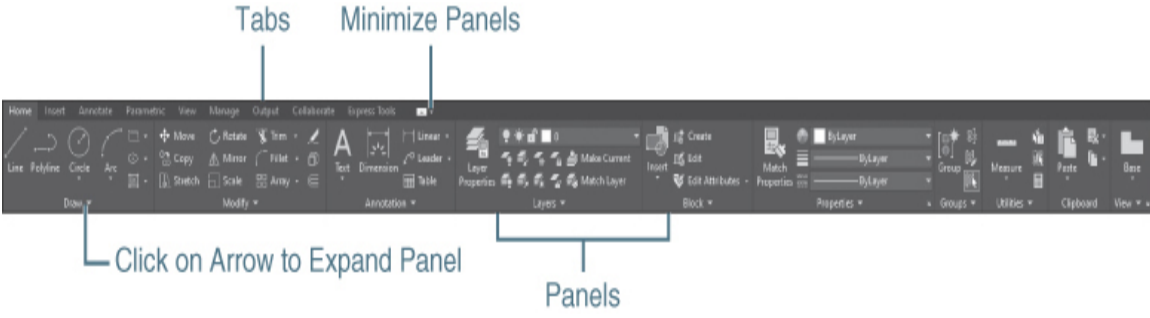 Tabs Minimize Panels
Home Insert Annotate Parametric View Manage Output Collaborate Express Tools
Move Rotate Trim Linear 0 Create ByLayer
Line Polyline Circle Arc Copy Mirror Fillet Text Dimension Leader Layer Properties Make Current Insert Edit Match Properties ByLayer Group Measure Paste Base
Stretch Scale Array Table Match Layer Edit Attributes ByLayer
Draw Modify Annotation Layers Block Properties Groups Utilities Clipboard View
Click on Arrow to Expand Panel
Panels